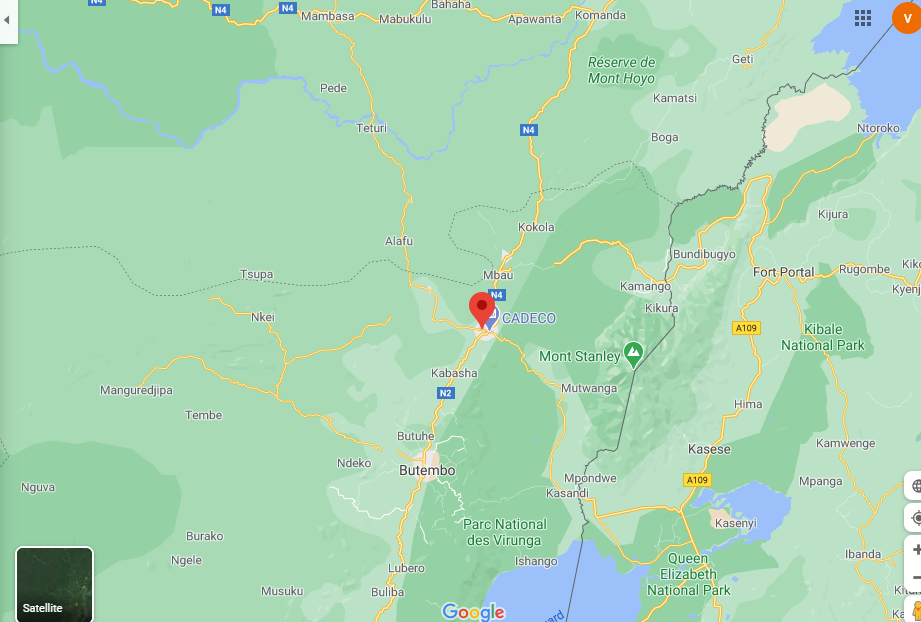 N4
N4
N4
Bahaha
Mambasa
Mabukulu
Apawanta
Komanda
V
Réserve de
Mont Hoyo
Geti
Pede
Kamatsi
Teturi
N4
Boga
Ntoroko
Kijura
Kokola
Alafu
Bundibugyo
Tsupa
Mbau
Fort Portal
Rugombe
Kiko
Kyenj
Kamango
N4
Kikura
Nkei
CADECO
A109
Kibale
National Park
Mont Stanley
Kabasha
Manguredjipa
N2
Mutwanga
Tembe
Hima
Butuhe
Kamwenge
Kasese
Ndeko
Butembo
Mpondwe
A109
Mpanga
Nguva
Kasandi
Kasenyi
Parc National
des Virunga
Burako
Ngele
Ishango
Ibanda
Queen
Elizabeth
National Park
Lubero
Musuku
Buliba
Satellite
Google